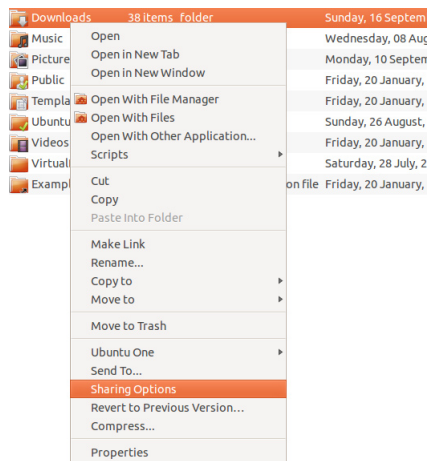 Downloads 38 items folder Sunday, 16 Septem
Music Wednesday, 08 Aug
Picture Monday, 10 Septem
Public Friday, 20 January,
Templa Friday, 20 January,
Ubuntu Sunday, 26 August,
Videos Friday, 20 January,
Virtuall Saturday, 28 July, 2
Exampl on file Friday, 20 January,
Open
Open in New Tab
Open in New Window
Open With File Manager
Open With Files
Open With Other Application...
Scripts
Cut
Copy
Paste Into Folder
Make Link
Rename...
Copy to
Move to
Move to Trash
Ubuntu One
Send To...
Sharing Options
Revert to Previous Version...
Compress...
Properties